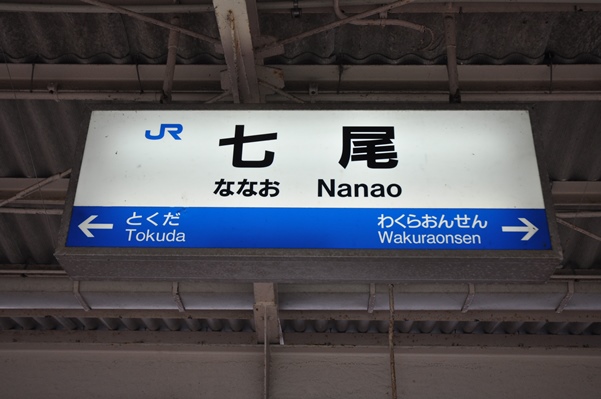 JR 七尾
ななお Nanao
← とくだ わくらおんせん →
Tokuda Wakuraonsen